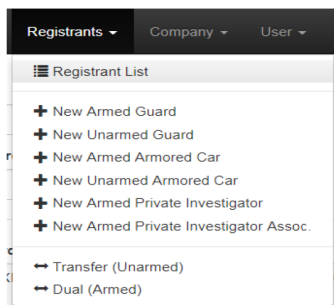 Registrants Company User
Registrant List
New Armed Guard
New Unarmed Guard
New Armed Armored Car
New Unarmed Armored Car
New Armed Private Investigator
New Armed Private Investigator Assoc.
Transfer (Unarmed)
Dual (Armed)